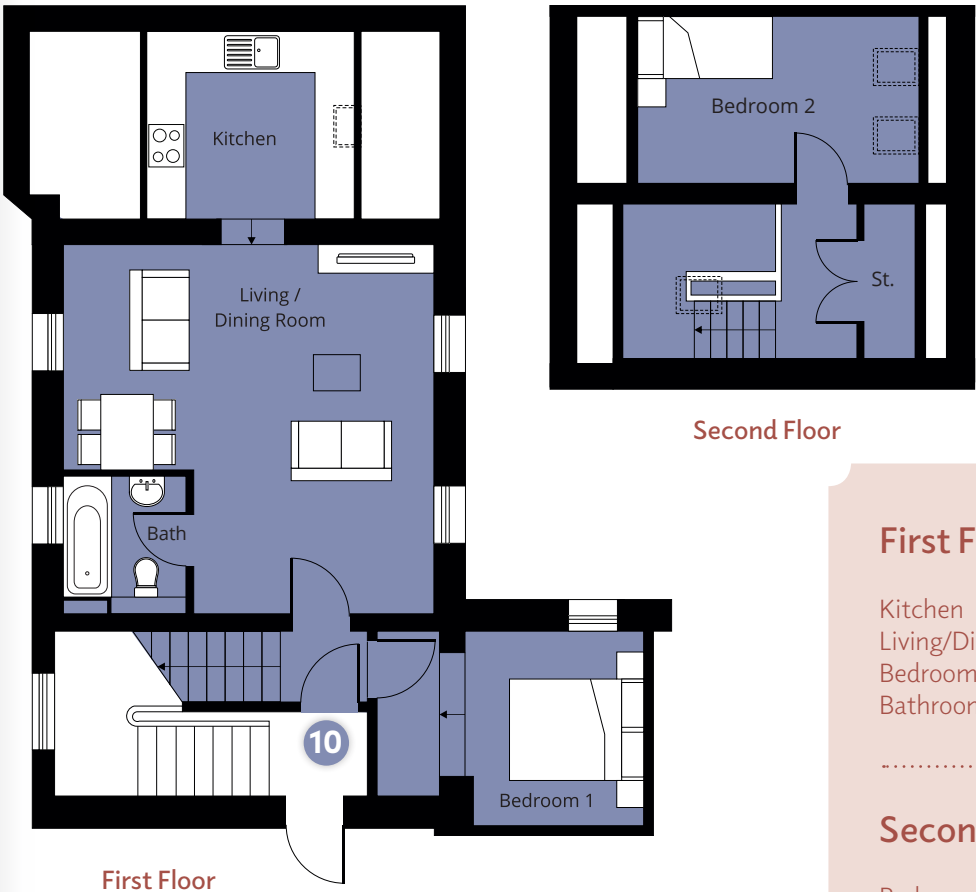 Kitchen
Living /
Dining Room
Bath
10
Bedroom 1
First Floor
Bedroom 2
St.
Second Floor
First F
Kitchen
Living/Di
Bedroom
Bathroom
............
Secon